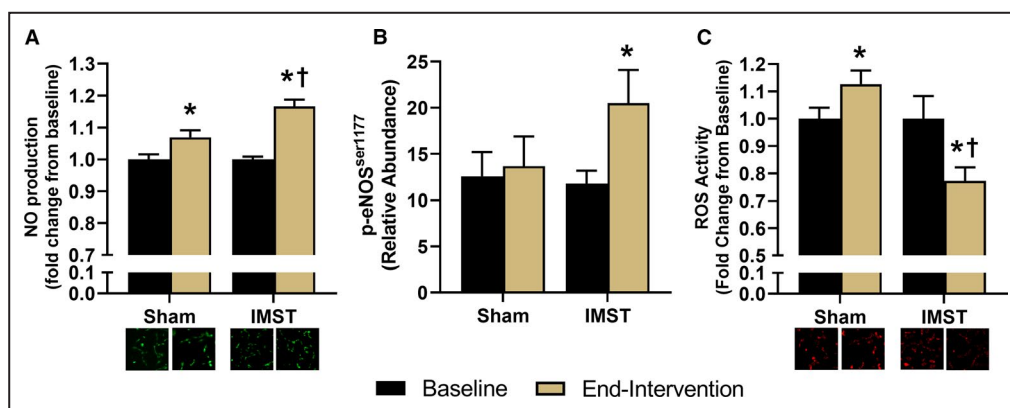 A
NO production
(fold change from baseline)
1.3
1.2
1.1
1.0
0.9
0.8
0.7
0.1
0.0
*
*†
Sham IMST
B
p-eNOSser1177
(Relative Abundance)
25
20
15
10
5
0
*
Sham IMST
C
ROS Activity
(Fold Change from Baseline)
1.2
1.1
1.0
0.9
0.8
0.7
0.6
0.5
0.1
0.0
*
*†
Sham IMST
Baseline End-Intervention